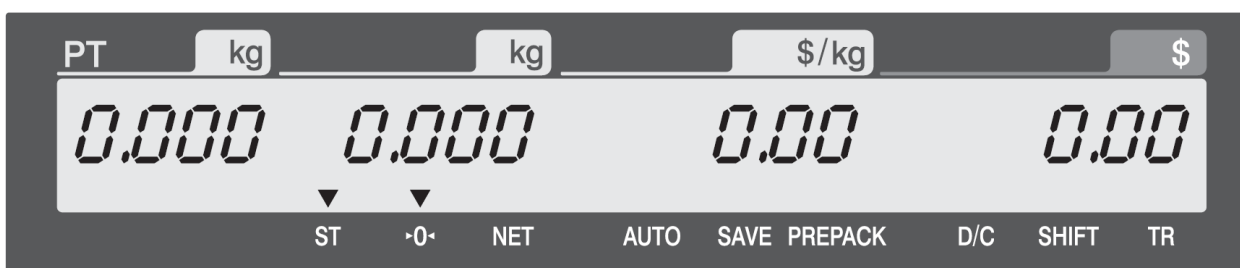 PT kg kg $/kg $
0.000 0.000 0.00 0.00
▼ ▼
ST ►0◄ NET AUTO SAVE PREPACK D/C SHIFT TR